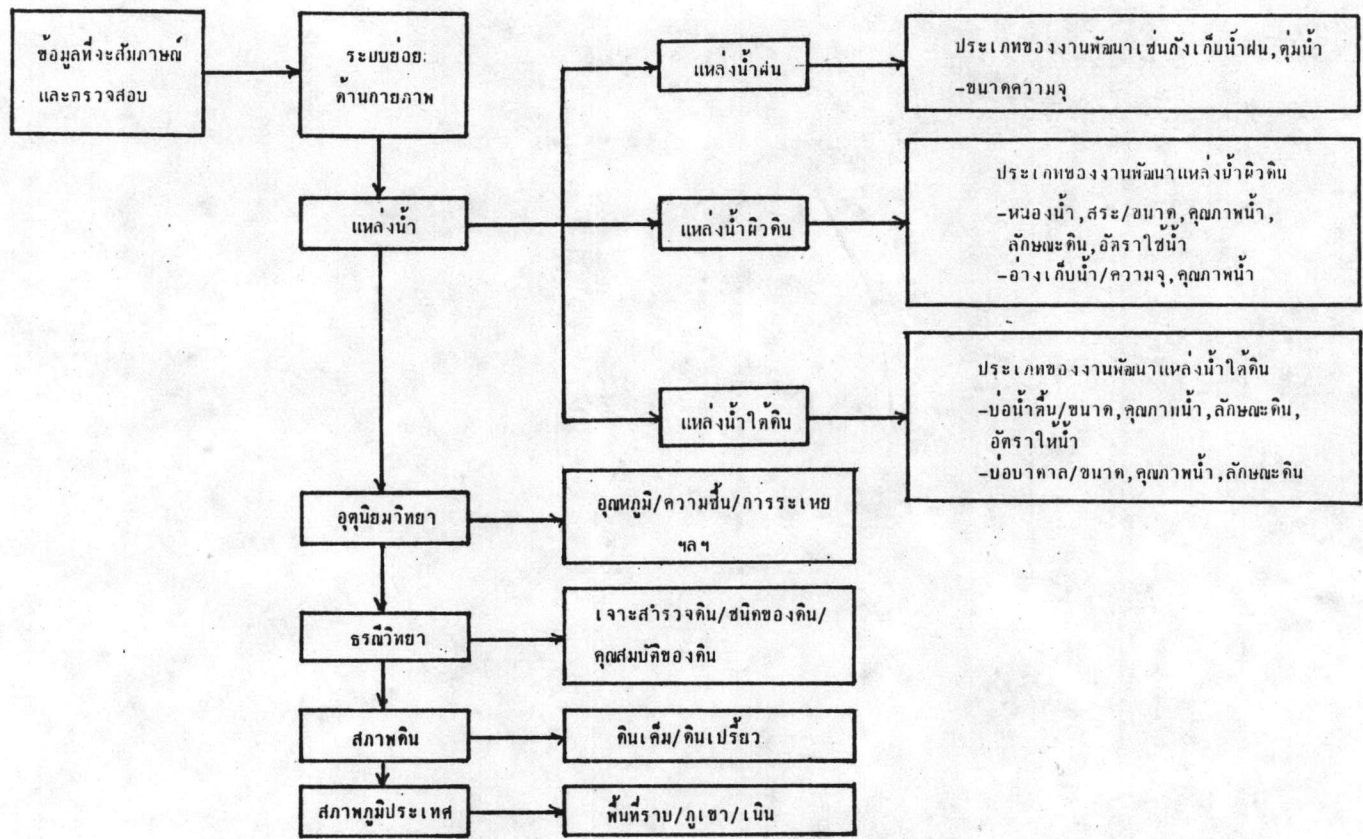 ข้อมูลที่จะสัมภาษณ์
และตรวจสอบ
ระบบย่อย
ด้านกายภาพ
แหล่งน้ำฝน
ประเภทของงานพัฒนาเช่นถังเก็บน้ำฝน,ตุ่มน้ำ
-ขนาดความจุ
แหล่งน้ำ
แหล่งน้ำผิวดิน
ประเภทของงานพัฒนาแหล่งน้ำผิวดิน
-หนองน้ำ,สระ/ขนาด,คุณภาพน้ำ,
ลักษณะดิน,อัตราใช้น้ำ
-อ่างเก็บน้ำ/ความจุ,คุณภาพน้ำ
แหล่งน้ำใต้ดิน
ประเภทของงานพัฒนาแหล่งน้ำใต้ดิน
-บ่อน้ำตื้น/ขนาด,คุณภาพน้ำ,ลักษณะดิน,
อัตราให้น้ำ
-บ่อบาดาล/ขนาด,คุณภาพน้ำ,ลักษณะดิน
อุตุนิยมวิทยา
อุณหภูมิ/ความชื้น/การระเหย
ฯลฯ
ธรณีวิทยา
เจาะสำรวจดิน/ชนิดของดิน/
คุณสมบัติของดิน
สภาพดิน
ดินเค็ม/ดินเปรี้ยว
สภาพภูมิประเทศ
พื้นที่ราบ/ภูเขา/เนิน